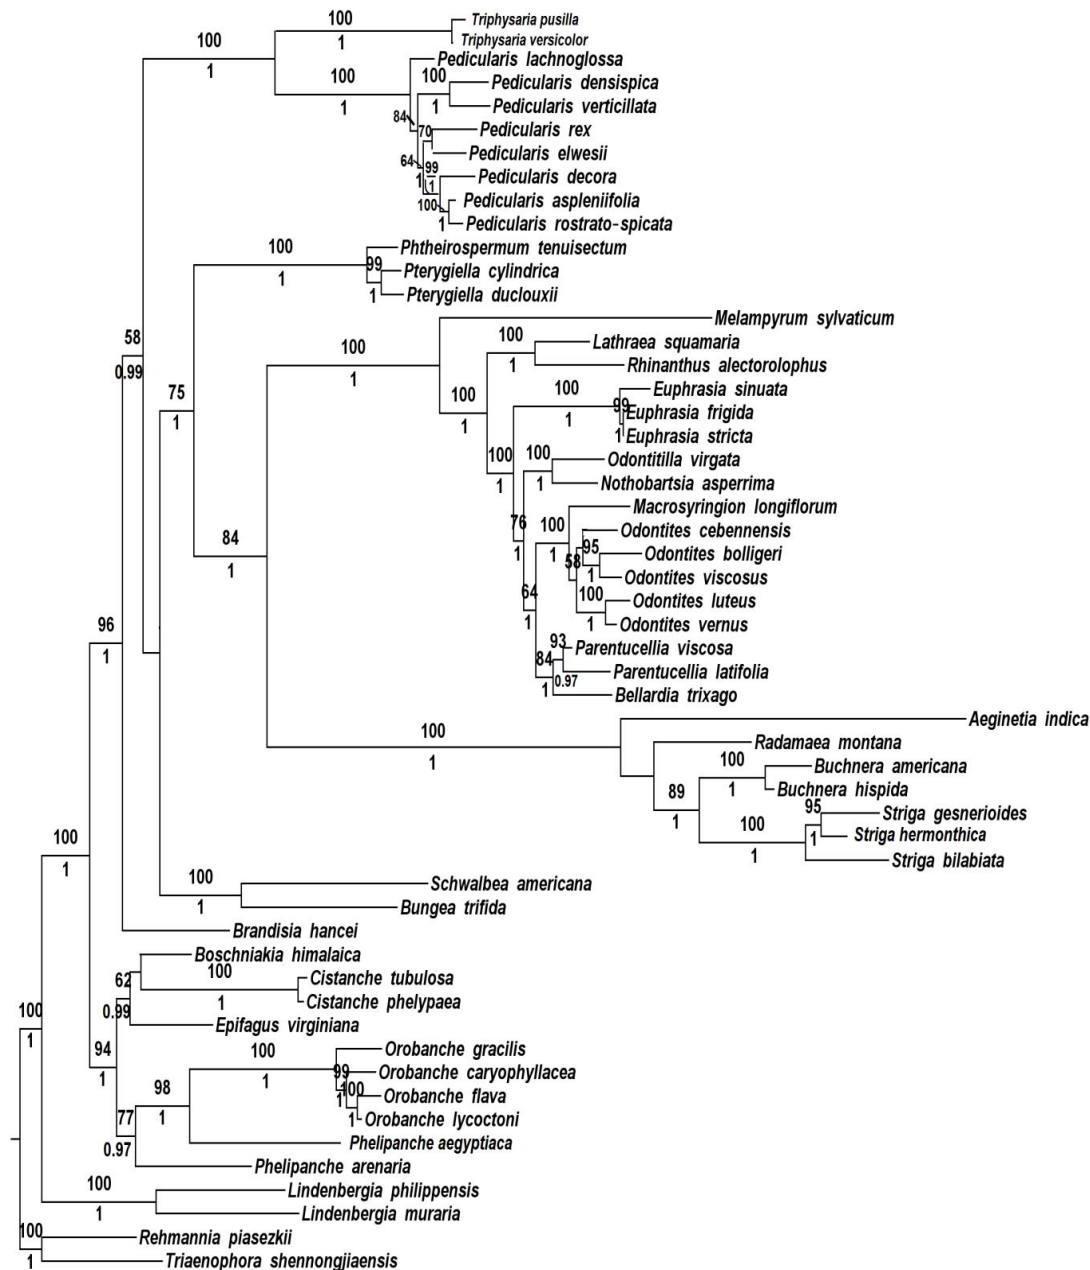 100
Triphysaria pusilla
100
1
Triphysaria versicolor
1
Pedicularis lachnoglossa
100
100
Pedicularis densispica
1
1
Pedicularis verticillata
84
70
Pedicularis rex
64
Pedicularis elwesii
99
1
1
Pedicularis decora
100
Pedicularis aspleniifolia
1
Pedicularis rostrato-spicata
100
Phtheirospermum tenuisectum
1
99
Pterygiella cylindrica
1
Pterygiella duclouxii
Melampyrum sylvaticum
58
0.99
100
1
100
Lathraea squamaria
1
Rhinanthus alectorolophus
75
1
100
1
100
1
Euphrasia sinuata
99
Euphrasia frigida
1
Euphrasia stricta
100
1
100
Odontitilla virgata
1
Nothobartsia asperrima
Macrosyringion longiflorum
76
1
100
1
Odontites cebennensis
84
1
58
95
Odontites bolligeri
1
Odontites viscosus
64
1
100
Odontites luteus
1
Odontites vernus
96
1
93
Parentucellia viscosa
84
1
0.97
Parentucellia latifolia
Bellardia trixago
Aeginetia indica
100
1
Radamaea montana
100
Buchnera americana
89
1
1
Buchnera hispida
95
Striga gesnerioides
100
1
1
Striga hermonthica
Striga bilabiata
100
1
100
Schwalbea americana
1
Bungea trifida
Brandisia hancei
Boschniakia himalaica
62
0.99
100
Cistanche tubulosa
1
Cistanche phelypaea
100
1
Epifagus virginiana
94
1
100
Orobanche gracilis
1
99
Orobanche caryophyllacea
98
1
1
100
Orobanche flava
77
0.97
1
Orobanche lycoctoni
Phelipanche aegyptiaca
Phelipanche arenaria
100
Lindenbergia philippensis
1
Lindenbergia muraria
100
Rehmannia piasezkii
1
Triaenophora shennongjiaensis